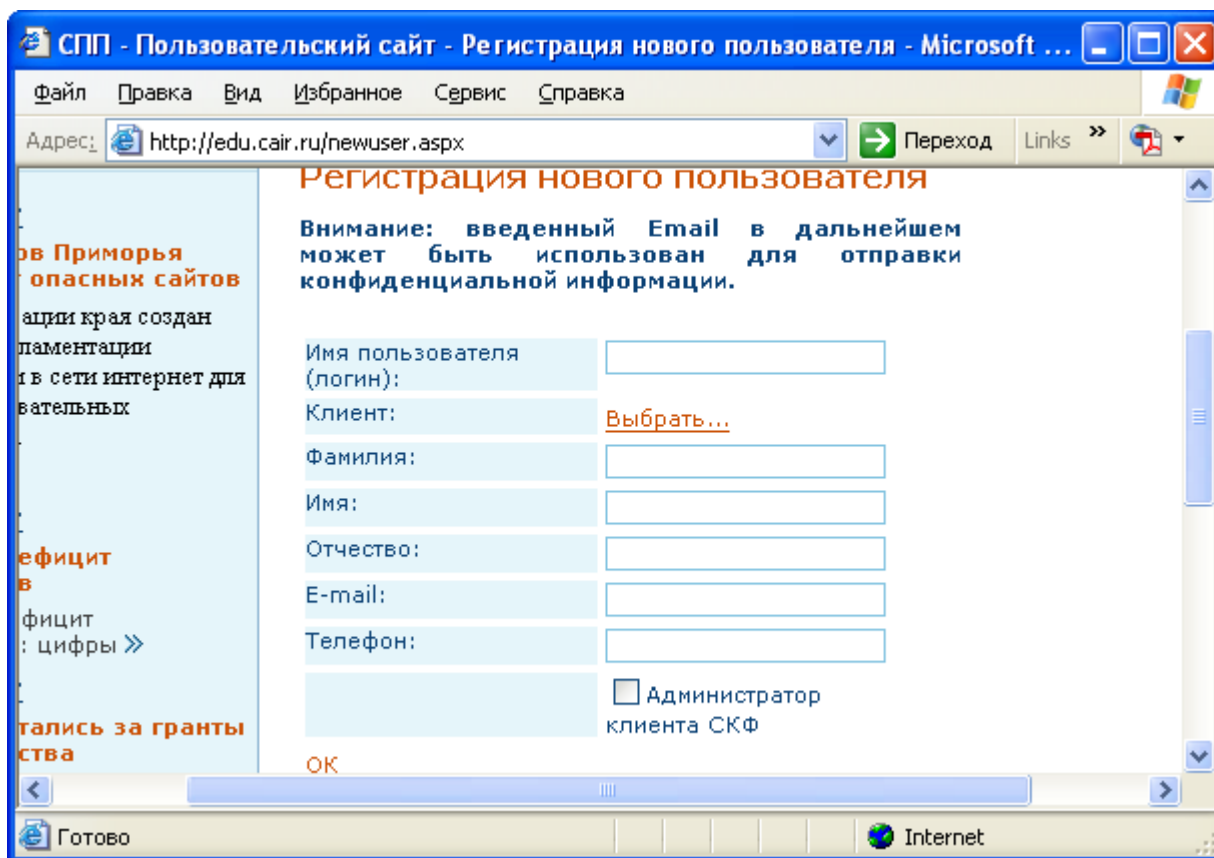 СПП - Пользовательский сайт - Регистрация нового пользователя - Microsoft ...
Файл Правка Вид Избранное Сервис Справка
Адрес: http://edu.cair.ru/newuser.aspx Переход Links »
Регистрация нового пользователя
Внимание: введенный Email в дальнейшем
может быть использован для отправки
конфиденциальной информации.
Имя пользователя
(логин):
Клиент: Выбрать...
Фамилия:
Имя:
Отчество:
E-mail:
Телефон:
Администратор
клиента СКФ
ОК
ов Приморья
опасных сайтов
ации края создан
ламентации
в сети интернет для
вательных
ефицит
в
фицит
: цифры »
тались за гранты
ства
Готово Internet